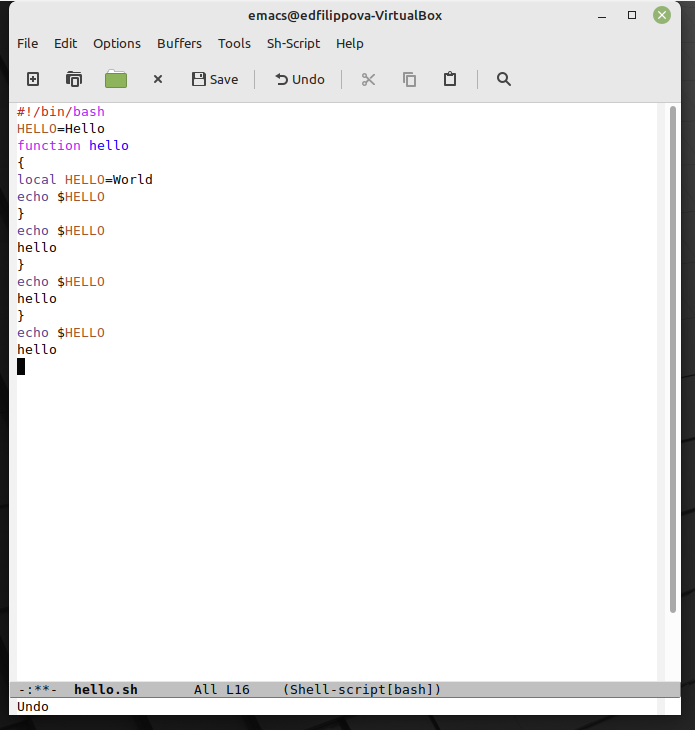 emacs@edfilippova-VirtualBox
File Edit Options Buffers Tools Sh-Script Help
Save Undo
#!/bin/bash
HELLO=Hello
function hello
{
local HELLO=World
echo $HELLO
}
echo $HELLO
hello
}
echo $HELLO
hello
}
echo $HELLO
hello
-:**- hello.sh All L16 (Shell-script[bash])
Undo